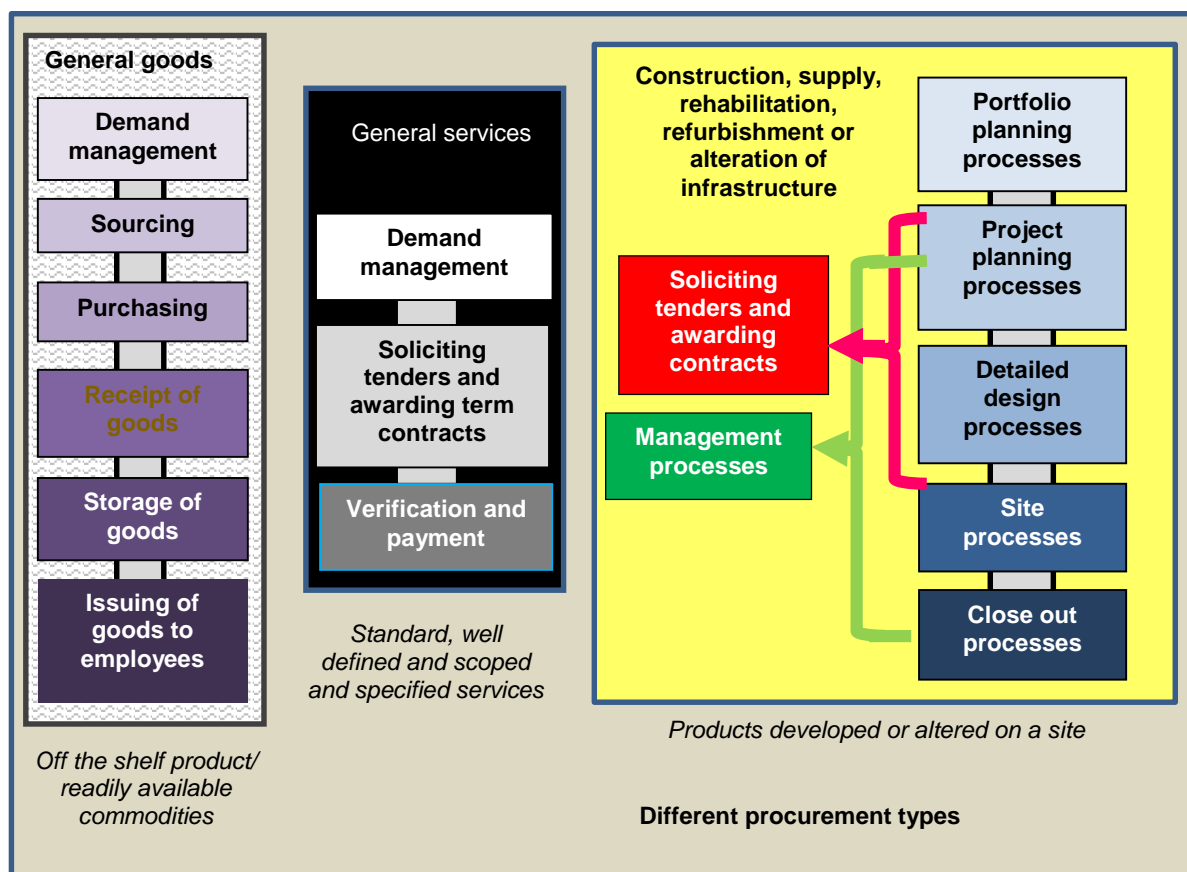 General goods
Demand
management
Sourcing
Purchasing
Receipt of
goods
Storage of
goods
Issuing of
goods to
employees
Off the shelf product/
readily available
commodities
General services
Demand
management
Soliciting
tenders and
awarding term
contracts
Verification and
payment
Standard, well
defined and scoped
and specified services
Construction, supply,
rehabilitation,
refurbishment or
alteration of
infrastructure
Soliciting
tenders and
awarding
contracts
Management
processes
Portfolio
planning
processes
Project
planning
processes
Detailed
design
processes
Site
processes
Close out
processes
Products developed or altered on a site
Different procurement types